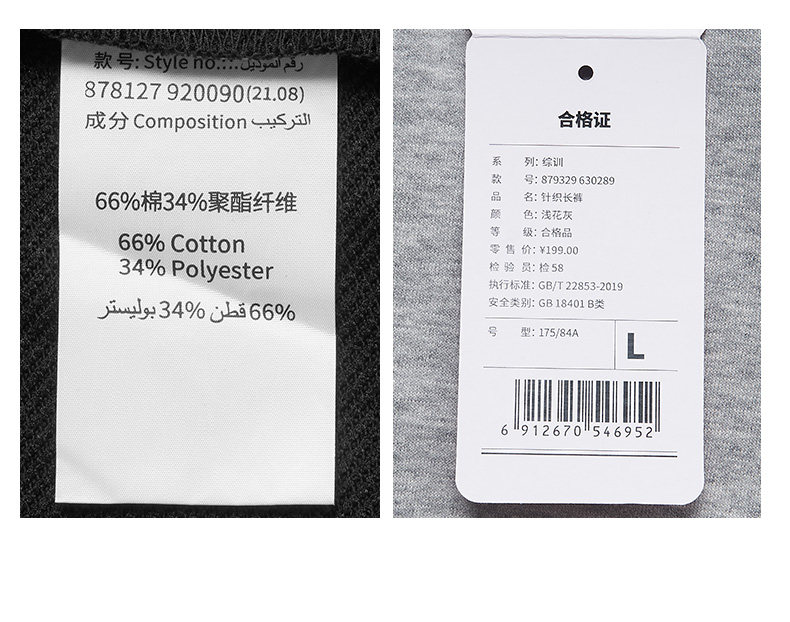 款号: Style no.:::رقم الموديل
878127 920090(21.08)
成分 Composition التركيب
66%棉34%聚酯纤维
66% Cotton
34% Polyester
66% قطن 34% بوليستر
合格证
系 列: 综训
款 号: 879329 630289
品 名: 针织长裤
颜 色: 浅花灰
等 级: 合格品
零 售 价: ¥199.00
检 验 员: 检 58
执行标准: GB/T 22853-2019
安全类别: GB 18401 B类
号 型: 175/84A
L
6 912670 546952